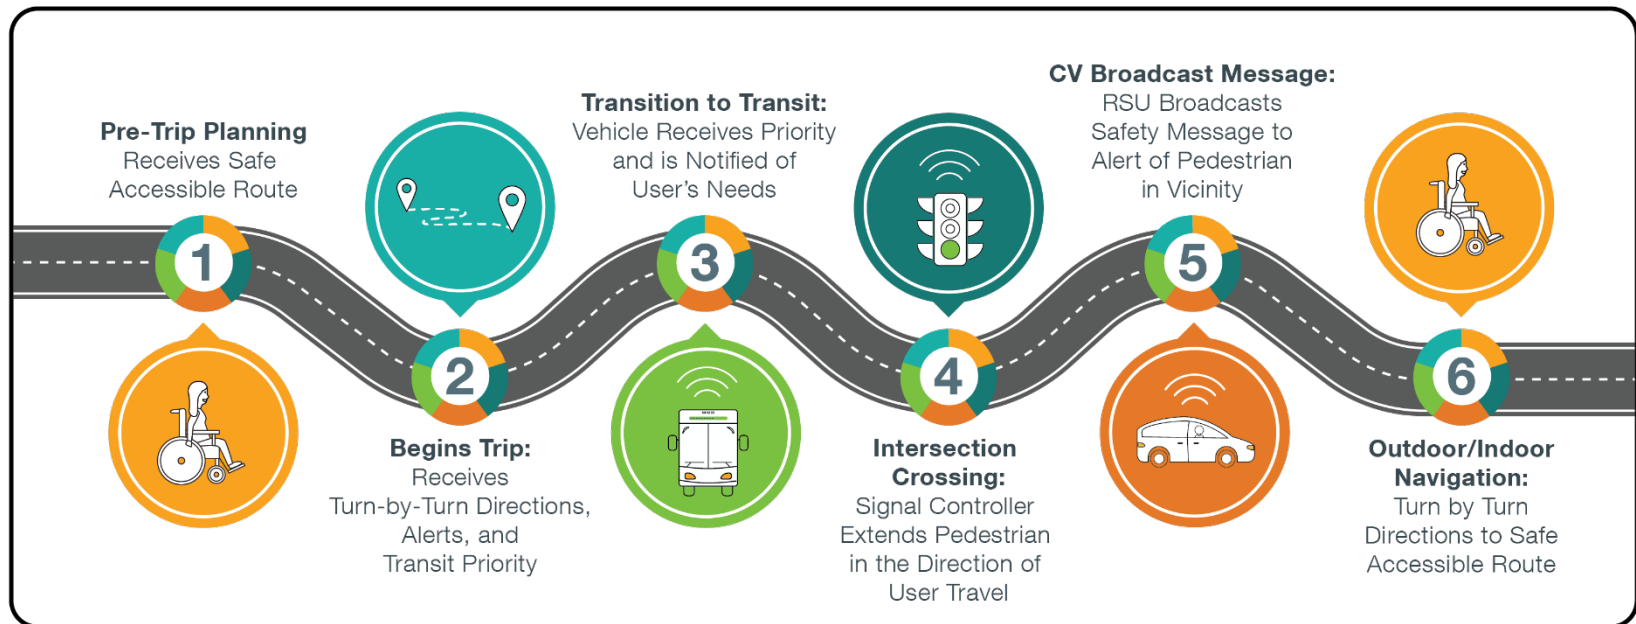 1
Pre-Trip Planning
Receives Safe
Accessible Route
2
Begins Trip:
Receives
Turn-by-Turn Directions,
Alerts, and
Transit Priority
3
Transition to Transit:
Vehicle Receives Priority
and is Notified of
User's Needs
4
Intersection
Crossing:
Signal Controller
Extends Pedestrian
in the Direction of
User Travel
5
CV Broadcast Message:
RSU Broadcasts
Safety Message to
Alert of Pedestrian
in Vicinity
6
Outdoor/Indoor
Navigation:
Turn by Turn
Directions to Safe
Accessible Route